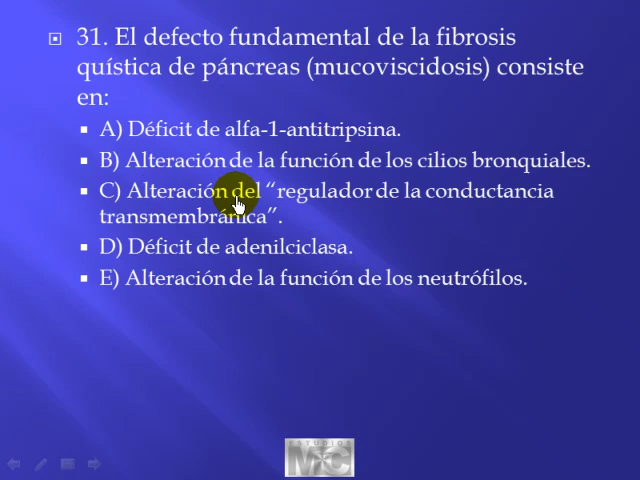 31. El defecto fundamental de la fibrosis
quística de páncreas (mucoviscidosis) consiste
en:
A) Déficit de alfa-1-antitripsina.
B) Alteración de la función de los cilios bronquiales.
C) Alteración del “regulador de la conductancia
transmembránica”.
D) Déficit de adenilciclasa.
E) Alteración de la función de los neutrófilos.
ESTUDIOS
MC